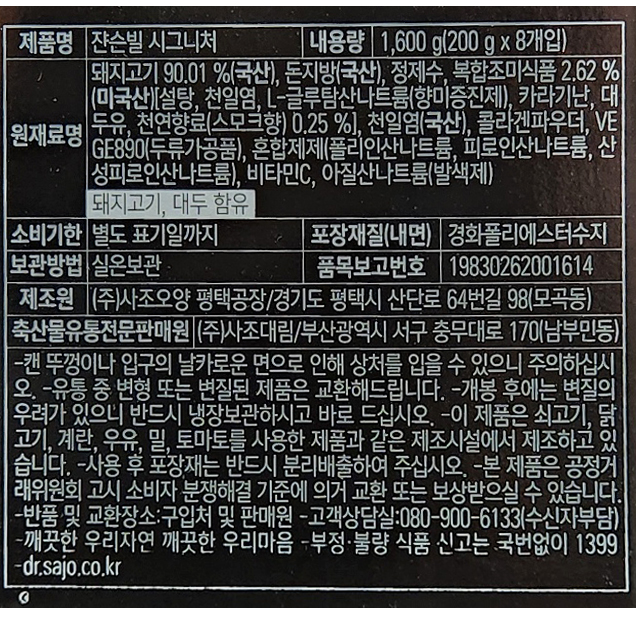 제품명 쟌슨빌 시그니처 내용량 1,600 g(200 g x 8개입)
돼지고기 90.01 %(국산), 돈지방(국산), 정제수, 복합조미식품 2.62 %
(미국산)[설탕, 천일염, L-글루탐산나트륨(향미증진제), 카라기난, 대
원재료명 두유, 천연향료(스모크향) 0.25 %], 천일염(국산), 콜라겐파우더, VE
GE890(두류가공품), 혼합제제(폴리인산나트륨, 피로인산나트륨, 산
성피로인산나트륨), 비타민C, 아질산나트륨(발색제)
돼지고기, 대두 함유
소비기한 별도 표기일까지 포장재질(내면) 경화폴리에스터수지
보관방법 실온보관 품목보고번호 19830262001614
제조원 (주)사조오양 평택공장/경기도 평택시 산단로 64번길 98(모곡동)
축산물유통전문판매원 (주)사조대림/부산광역시 서구 충무대로 170(남부민동)
-캔 뚜껑이나 입구의 날카로운 면으로 인해 상처를 입을 수 있으니 주의하십시
오. -유통 중 변형 또는 변질된 제품은 교환해드립니다. -개봉 후에는 변질의
우려가 있으니 반드시 냉장보관하시고 바로 드십시오. -이 제품은 쇠고기, 닭
고기, 계란, 우유, 밀, 토마토를 사용한 제품과 같은 제조시설에서 제조하고 있
습니다. -사용 후 포장재는 반드시 분리배출하여 주십시오. -본 제품은 공정거
래위원회 고시 소비자 분쟁해결 기준에 의거 교환 또는 보상받으실 수 있습니다.
-반품 및 교환장소:구입처 및 판매원 -고객상담실:080-900-6133(수신자부담)
-깨끗한 우리자연 깨끗한 우리마음 -부정·불량 식품 신고는 국번없이 1399
-dr.sajo.co.kr